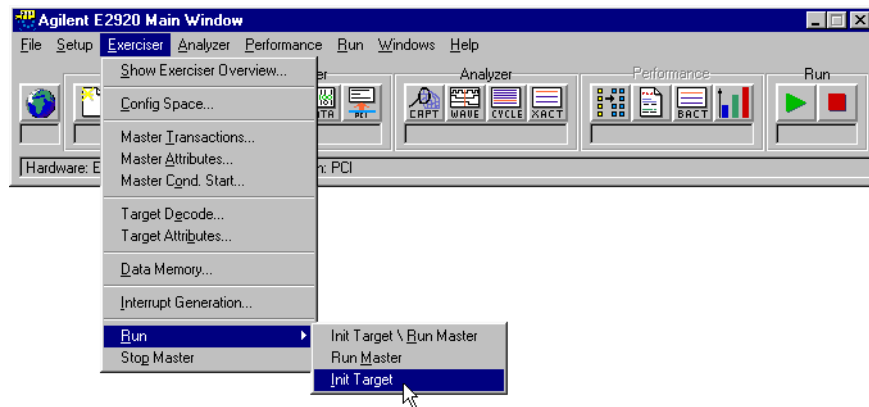 Agilent E2920 Main Window
File Setup Exerciser Analyzer Performance Run Windows Help
Show Exerciser Overview...
Config Space...
Master Transactions...
Master Attributes...
Master Cond. Start...
Target Decode...
Target Attributes...
Data Memory...
Interrupt Generation...
Run
Stop Master
Init Target \ Run Master
Run Master
Init Target
Analyzer
CAPT WAVE CYCLE XACT
Performance
BACT
Run
PCI
Hardware:
PCI